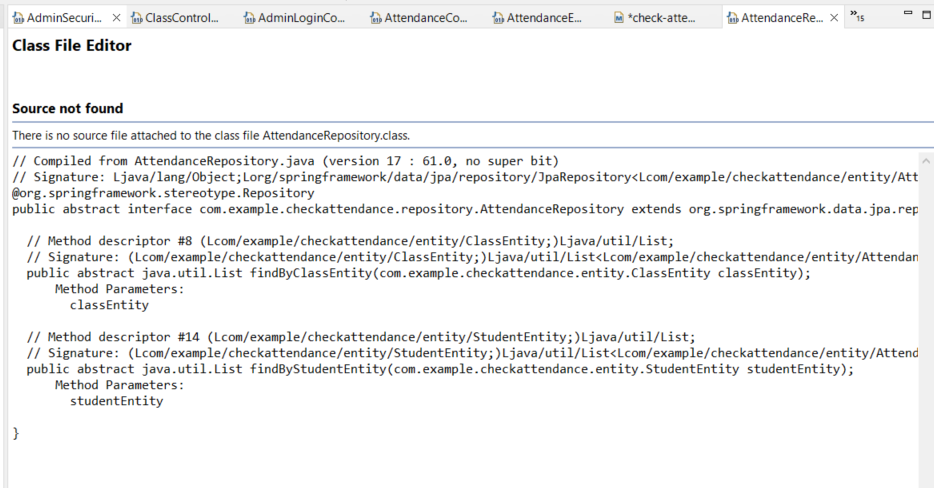 AdminSecuri...
ClassControl...
AdminLoginCo...
AttendanceCo...
AttendanceE...
*check-atte...
AttendanceRe...
»15
Class File Editor
Source not found
There is no source file attached to the class file AttendanceRepository.class.
// Compiled from AttendanceRepository.java (version 17 : 61.0, no super bit)
// Signature: Ljava/lang/Object;Lorg/springframework/data/jpa/repository/JpaRepository<Lcom/example/checkattendance/entity/Att
@org.springframework.stereotype.Repository
public abstract interface com.example.checkattendance.repository.AttendanceRepository extends org.springframework.data.jpa.rep
// Method descriptor #8 (Lcom/example/checkattendance/entity/ClassEntity;)Ljava/util/List;
// Signature: (Lcom/example/checkattendance/entity/ClassEntity;)Ljava/util/List<Lcom/example/checkattendance/entity/Attendan
public abstract java.util.List findByClassEntity(com.example.checkattendance.entity.ClassEntity classEntity);
Method Parameters:
classEntity
// Method descriptor #14 (Lcom/example/checkattendance/entity/StudentEntity;)Ljava/util/List;
// Signature: (Lcom/example/checkattendance/entity/StudentEntity;)Ljava/util/List<Lcom/example/checkattendance/entity/Attend
public abstract java.util.List findByStudentEntity(com.example.checkattendance.entity.StudentEntity studentEntity);
Method Parameters:
studentEntity
}